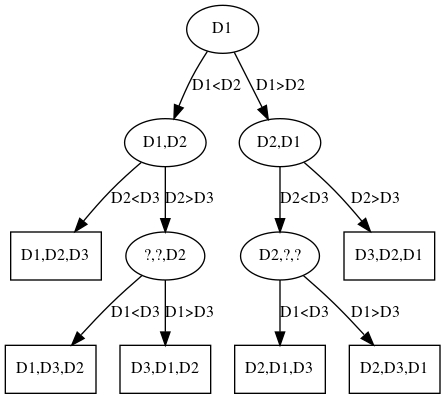 D1
D1<D2 D1>D2
D1,D2 D2,D1
D2<D3 D2>D3 D2<D3 D2>D3
D1,D2,D3 ?,?,D2 D2,?,? D3,D2,D1
D1<D3 D1>D3 D1<D3 D1>D3
D1,D3,D2 D3,D1,D2 D2,D1,D3 D2,D3,D1